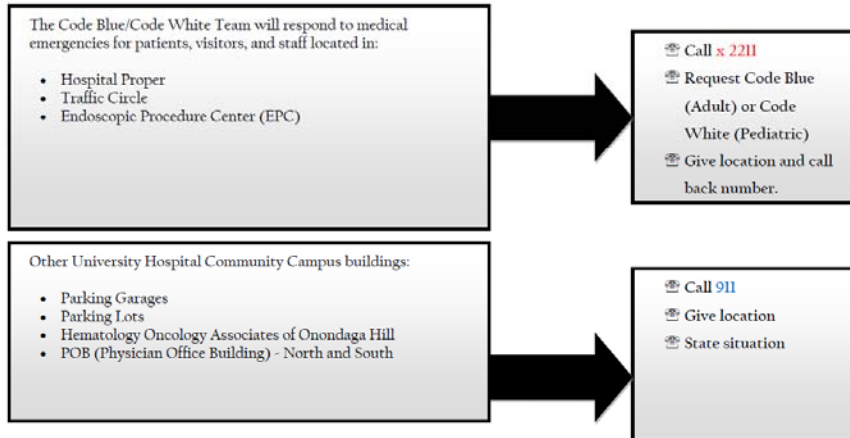 The Code Blue/Code White Team will respond to medical
emergencies for patients, visitors, and staff located in:
• Hospital Proper
• Traffic Circle
• Endoscopic Procedure Center (EPC)
☏ Call x 2211
☏ Request Code Blue
(Adult) or Code
White (Pediatric)
☏ Give location and call
back number.
Other University Hospital Community Campus buildings:
• Parking Garages
• Parking Lots
• Hematology Oncology Associates of Onondaga Hill
• POB (Physician Office Building) - North and South
☏ Call 911
☏ Give location
☏ State situation